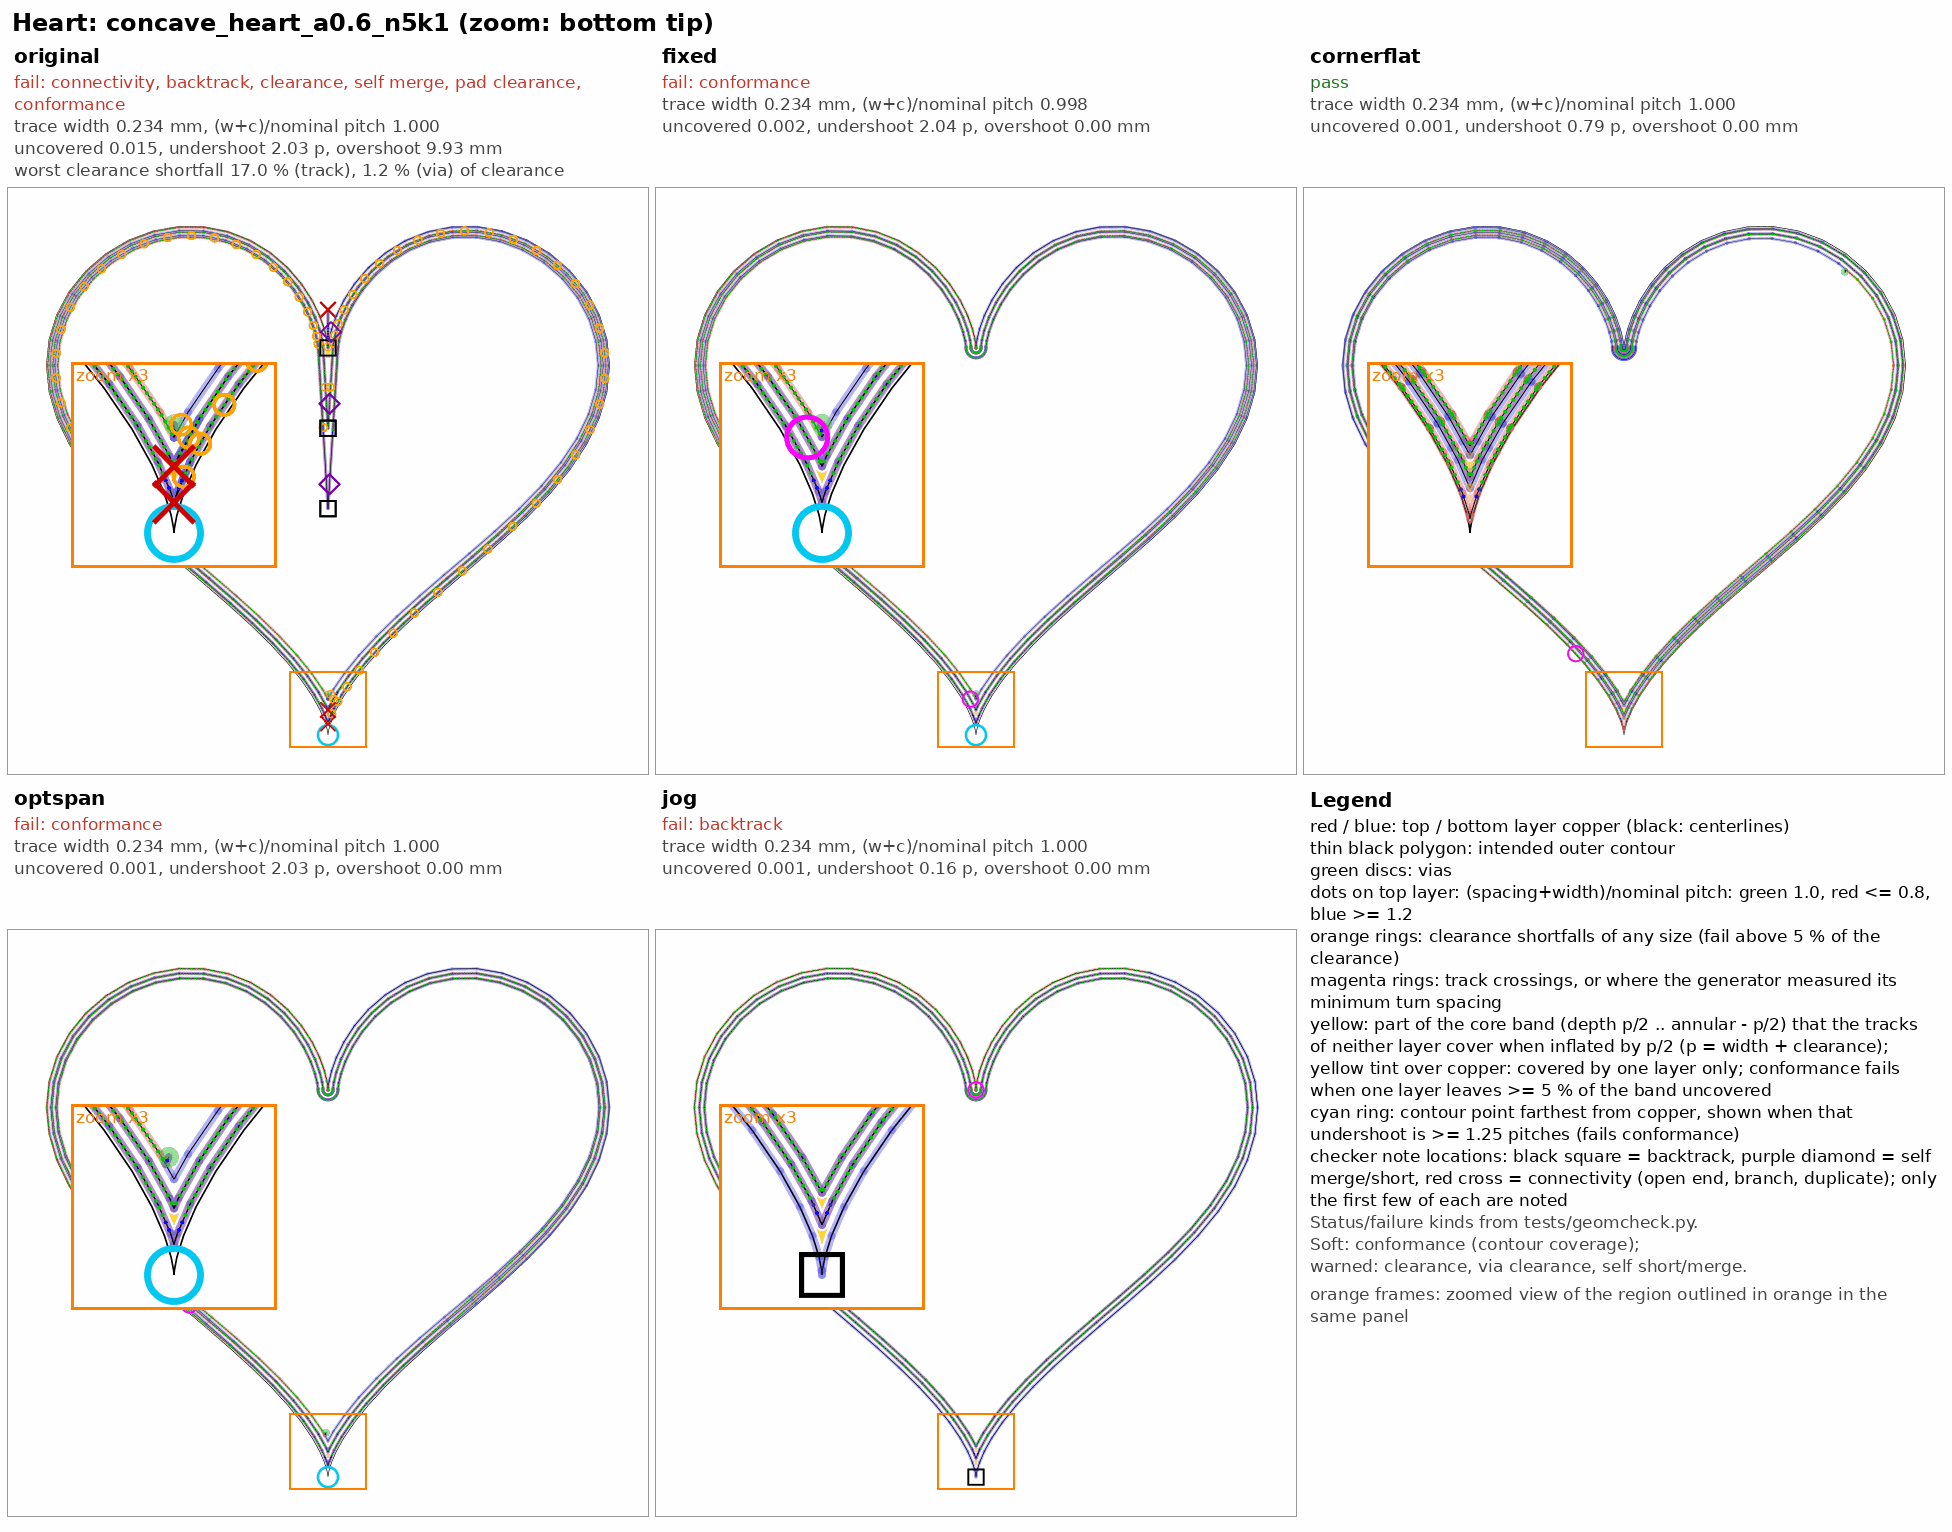 Heart: concave_heart_a0.6_n5k1 (zoom: bottom tip)
original
fail: connectivity, backtrack, clearance, self merge, pad clearance,
conformance
trace width 0.234 mm, (w+c)/nominal pitch 1.000
uncovered 0.015, undershoot 2.03 p, overshoot 9.93 mm
worst clearance shortfall 17.0 % (track), 1.2 % (via) of clearance
zoom x3
fixed
fail: conformance
trace width 0.234 mm, (w+c)/nominal pitch 0.998
uncovered 0.002, undershoot 2.04 p, overshoot 0.00 mm
zoom x3
cornerflat
pass
trace width 0.234 mm, (w+c)/nominal pitch 1.000
uncovered 0.001, undershoot 0.79 p, overshoot 0.00 mm
zoom x3
optspan
fail: conformance
trace width 0.234 mm, (w+c)/nominal pitch 1.000
uncovered 0.001, undershoot 2.03 p, overshoot 0.00 mm
zoom x3
jog
fail: backtrack
trace width 0.234 mm, (w+c)/nominal pitch 1.000
uncovered 0.001, undershoot 0.16 p, overshoot 0.00 mm
zoom x3
Legend
red / blue: top / bottom layer copper (black: centerlines)
thin black polygon: intended outer contour
green discs: vias
dots on top layer: (spacing+width)/nominal pitch: green 1.0, red <= 0.8,
blue >= 1.2
orange rings: clearance shortfalls of any size (fail above 5 % of the
clearance)
magenta rings: track crossings, or where the generator measured its
minimum turn spacing
yellow: part of the core band (depth p/2 .. annular - p/2) that the tracks
of neither layer cover when inflated by p/2 (p = width + clearance);
yellow tint over copper: covered by one layer only; conformance fails
when one layer leaves >= 5 % of the band uncovered
cyan ring: contour point farthest from copper, shown when that
undershoot is >= 1.25 pitches (fails conformance)
checker note locations: black square = backtrack, purple diamond = self
merge/short, red cross = connectivity (open end, branch, duplicate); only
the first few of each are noted
Status/failure kinds from tests/geomcheck.py.
Soft: conformance (contour coverage);
warned: clearance, via clearance, self short/merge.
orange frames: zoomed view of the region outlined in orange in the
same panel